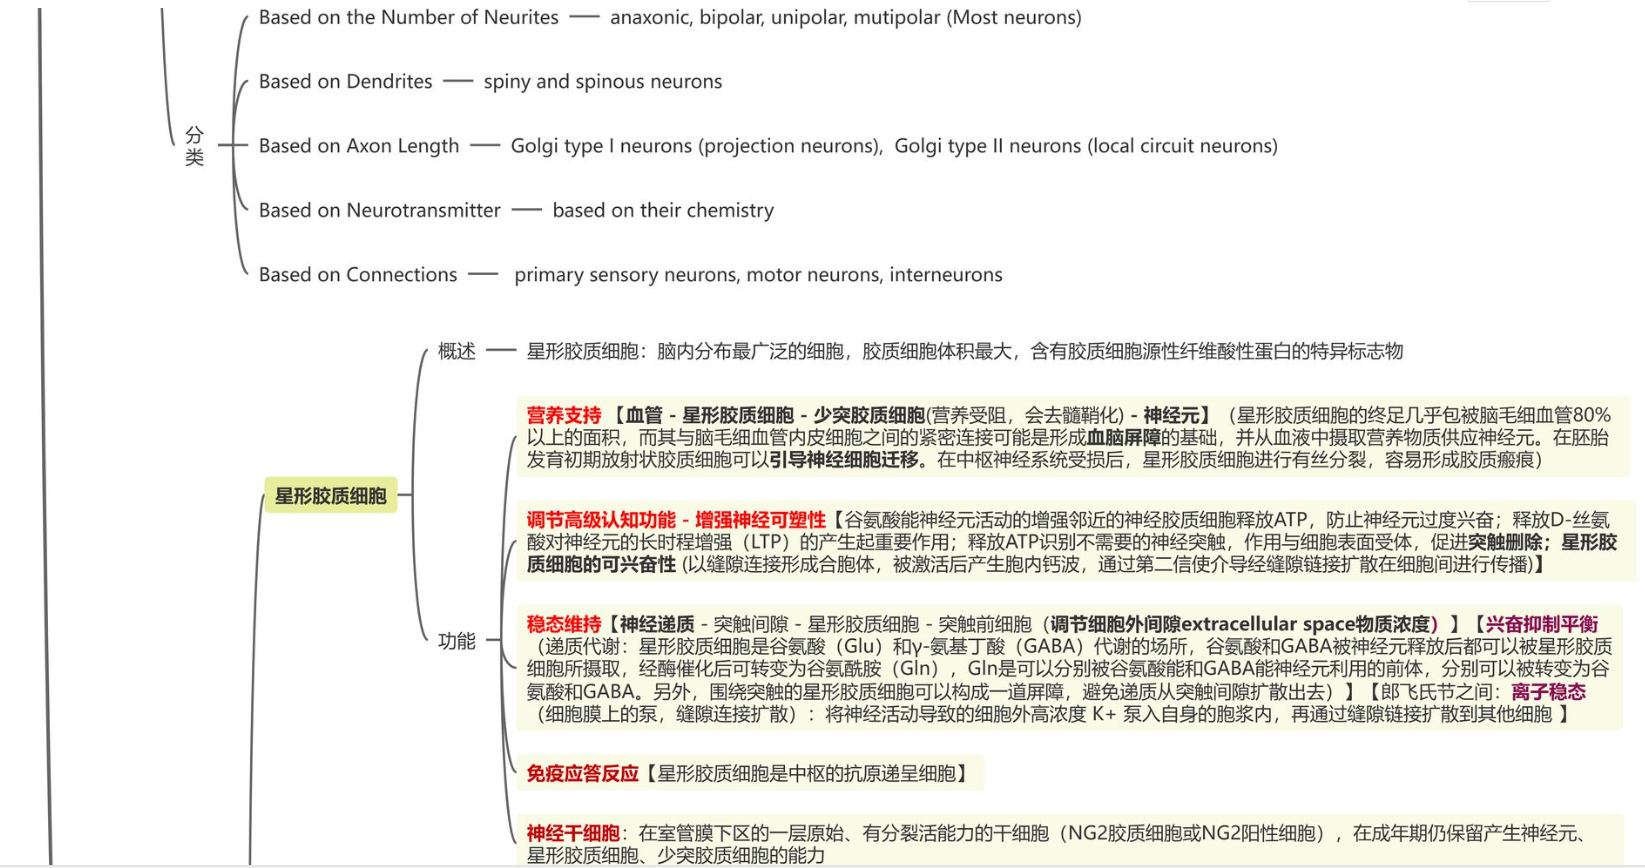 Based on the Number of Neurites — anaxonic, bipolar, unipolar, mutipolar (Most neurons)
Based on Dendrites — spiny and spinous neurons
分类
Based on Axon Length — Golgi type I neurons (projection neurons),  Golgi type II neurons (local circuit neurons)
Based on Neurotransmitter — based on their chemistry
Based on Connections — primary sensory neurons, motor neurons, interneurons
星形胶质细胞
概述 — 星形胶质细胞：脑内分布最广泛的细胞，胶质细胞体积最大，含有胶质细胞源性纤维酸性蛋白的特异标志物
功能
营养支持【血管 - 星形胶质细胞 - 少突胶质细胞(营养受阻，会去髓鞘化) - 神经元】（星形胶质细胞的终足几乎包被脑毛细血管80%
以上的面积，而其与脑毛细血管内皮细胞之间的紧密连接可能是形成血脑屏障的基础，并从血液中摄取营养物质供应神经元。在胚胎
发育初期放射状胶质细胞可以引导神经细胞迁移。在中枢神经系统受损后，星形胶质细胞进行有丝分裂，容易形成胶质瘢痕）
调节高级认知功能 - 增强神经可塑性【谷氨酸能神经元活动的增强邻近的神经胶质细胞释放ATP，防止神经元过度兴奋；释放D-丝氨
酸对神经元的长时程增强（LTP）的产生起重要作用；释放ATP识别不需要的神经突触，作用与细胞表面受体，促进突触删除；星形胶
质细胞的可兴奋性 (以缝隙连接形成合胞体，被激活后产生胞内钙波，通过第二信使介导经缝隙链接扩散在细胞间进行传播)】
稳态维持【神经递质 - 突触间隙 - 星形胶质细胞 - 突触前细胞（调节细胞外间隙extracellular space物质浓度）】【兴奋抑制平衡
（递质代谢：星形胶质细胞是谷氨酸（Glu）和γ-氨基丁酸（GABA）代谢的场所，谷氨酸和GABA被神经元释放后都可以被星形胶质
细胞所摄取，经酶催化后可转变为谷氨酰胺（Gln），Gln是可以分别被谷氨酸能和GABA能神经元利用的前体，分别可以被转变为谷
氨酸和GABA。另外，围绕突触的星形胶质细胞可以构成一道屏障，避免递质从突触间隙扩散出去）】【郎飞氏节之间：离子稳态
（细胞膜上的泵，缝隙连接扩散）：将神经活动导致的细胞外高浓度 K+ 泵入自身的胞浆内，再通过缝隙链接扩散到其他细胞 】
免疫应答反应【星形胶质细胞是中枢的抗原递呈细胞】
神经干细胞：在室管膜下区的一层原始、有分裂活能力的干细胞（NG2胶质细胞或NG2阳性细胞），在成年期仍保留产生神经元、
星形胶质细胞、少突胶质细胞的能力